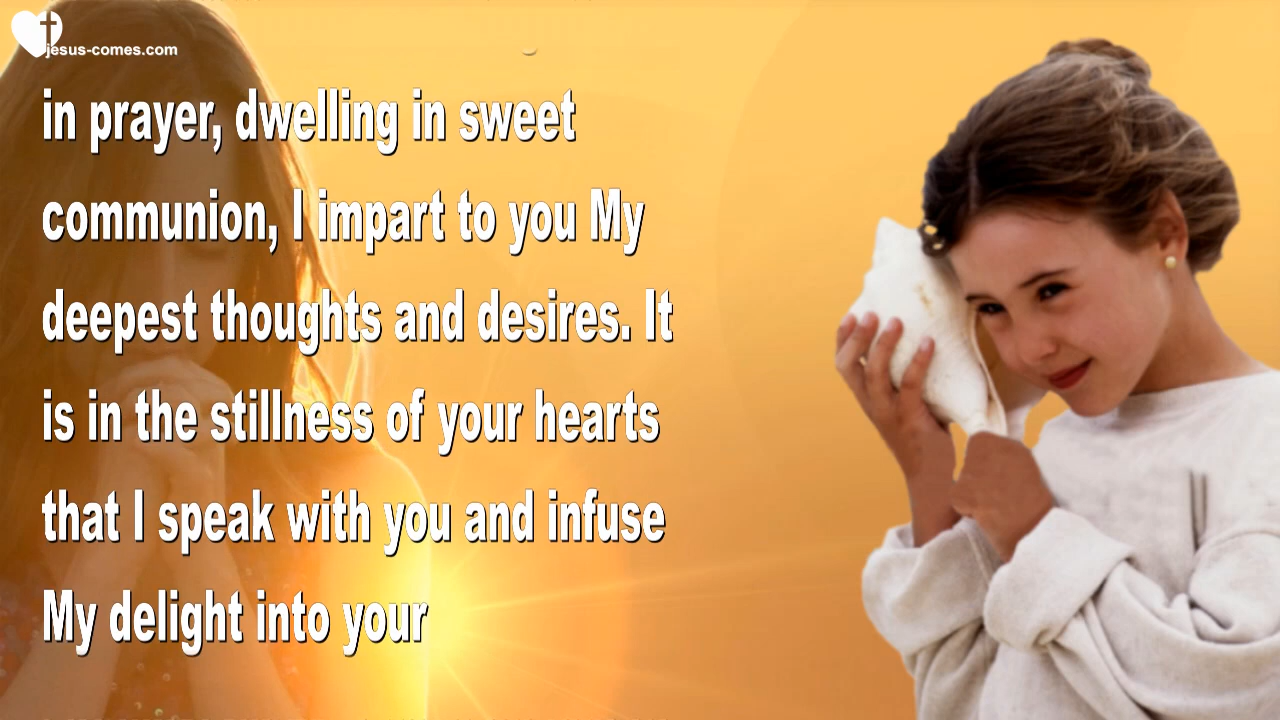 jesus-comes.com
in prayer, dwelling in sweet
communion, I impart to you My
deepest thoughts and desires. It
is in the stillness of your hearts
that I speak with you and infuse
My delight into your